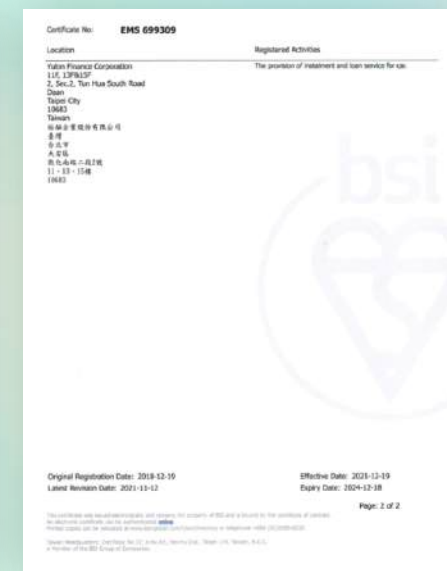 Certificate No: EMS 699309
Location
Registered Activities
Yulon Finance Corporation
11F, 13F&15F
2, Sec.2, Tun Hua South Road
Daan
Taipei City
10683
Taiwan
裕融企業股份有限公司
臺灣
台北市
大安區
敦化南路二段2號
11、13、15樓
10683
The provision of instalment and loan service for car.
bsi
Original Registration Date: 2018-12-19
Latest Revision Date: 2021-11-12
Effective Date: 2021-12-19
Expiry Date: 2024-12-18
Page: 2 of 2